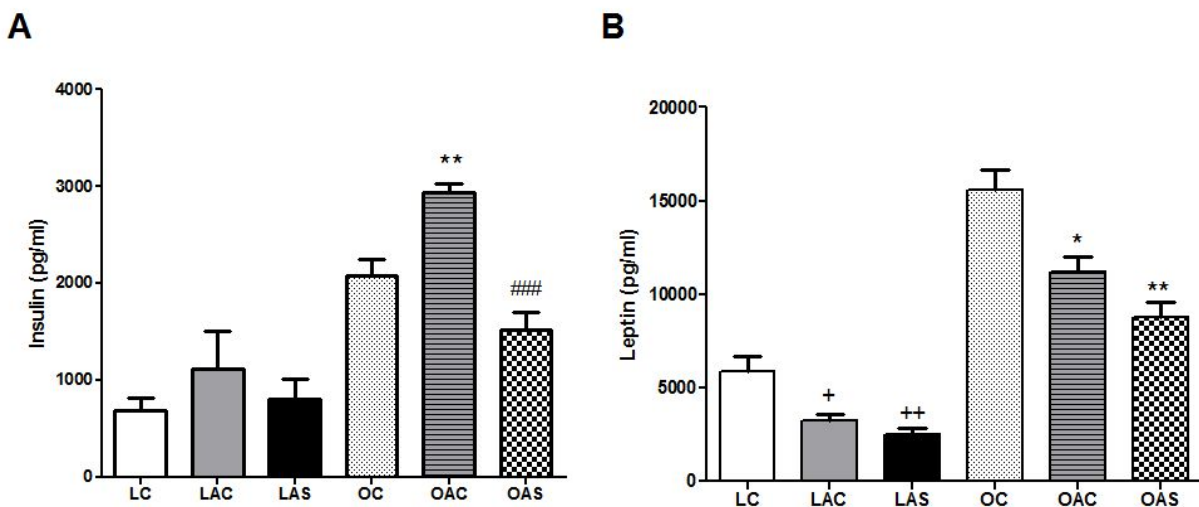 A
Insulin (pg/ml)
4000
3000
2000
1000
0
**
###
LC LAC LAS OC OAC OAS
B
Leptin (pg/ml)
20000
15000
10000
5000
0
+
++
*
**
LC LAC LAS OC OAC OAS